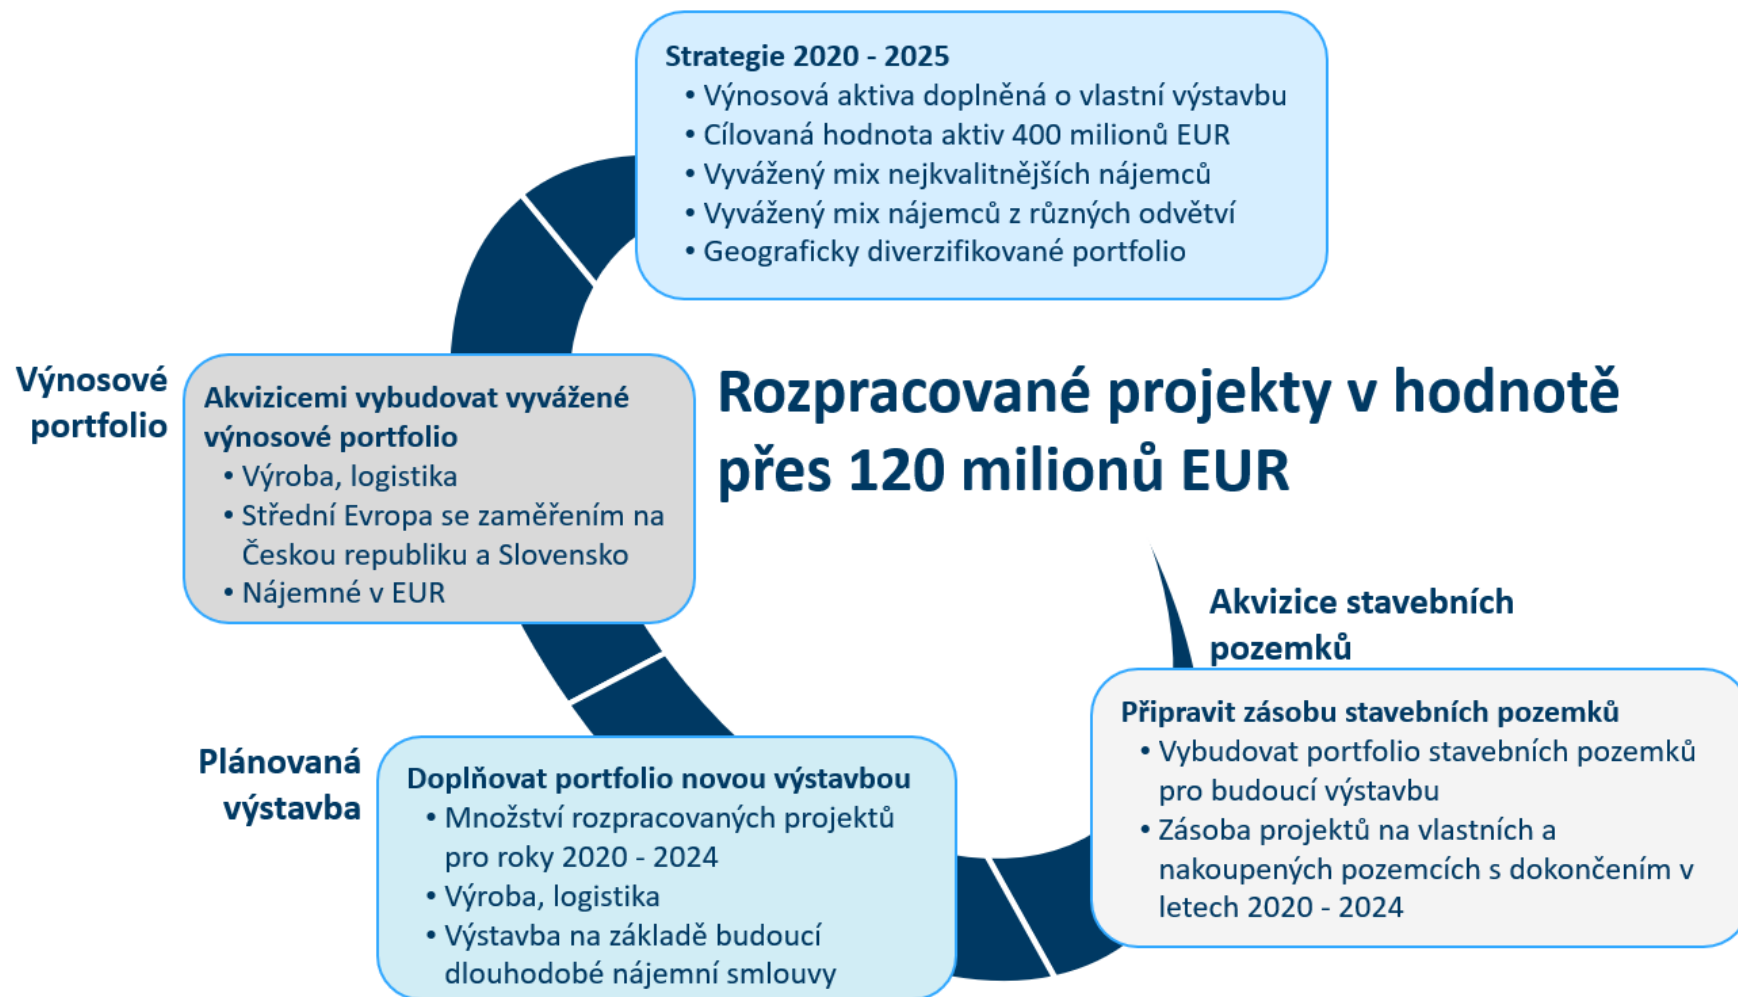 Strategie 2020 - 2025
• Výnosová aktiva doplněná o vlastní výstavbu
• Cílovaná hodnota aktiv 400 milionů EUR
• Vyvážený mix nejkvalitnějších nájemců
• Vyvážený mix nájemců z různých odvětví
• Geograficky diverzifikované portfolio
Rozpracované projekty v hodnotě
přes 120 milionů EUR
Výnosové
portfolio
Akvizicemi vybudovat vyvážené
výnosové portfolio
• Výroba, logistika
• Střední Evropa se zaměřením na
Českou republiku a Slovensko
• Nájemné v EUR
Plánovaná
výstavba
Doplňovat portfolio novou výstavbou
• Množství rozpracovaných projektů
pro roky 2020 - 2024
• Výroba, logistika
• Výstavba na základě budoucí
dlouhodobé nájemní smlouvy
Akvizice stavebních
pozemků
Připravit zásobu stavebních pozemků
• Vybudovat portfolio stavebních pozemků
pro budoucí výstavbu
• Zásoba projektů na vlastních a
nakoupených pozemcích s dokončením v
letech 2020 - 2024